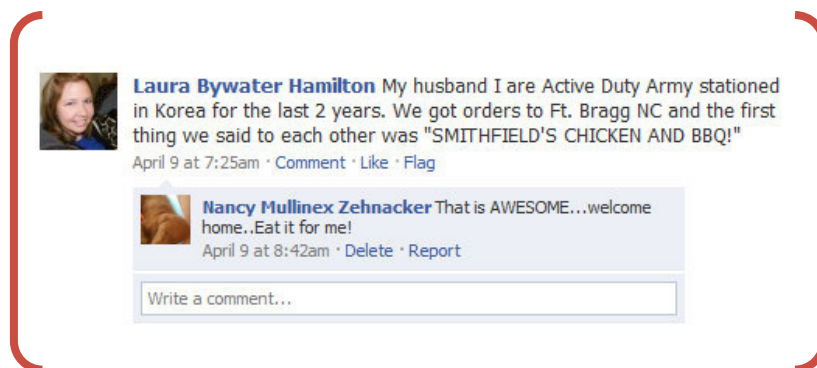 Laura Bywater Hamilton My husband I are Active Duty Army stationed
in Korea for the last 2 years. We got orders to Ft. Bragg NC and the first
thing we said to each other was "SMITHFIELD'S CHICKEN AND BBQ!"
April 9 at 7:25am · Comment · Like · Flag
Nancy Mullinex Zehnacker That is AWESOME...welcome
home..Eat it for me!
April 9 at 8:42am · Delete · Report
Write a comment...